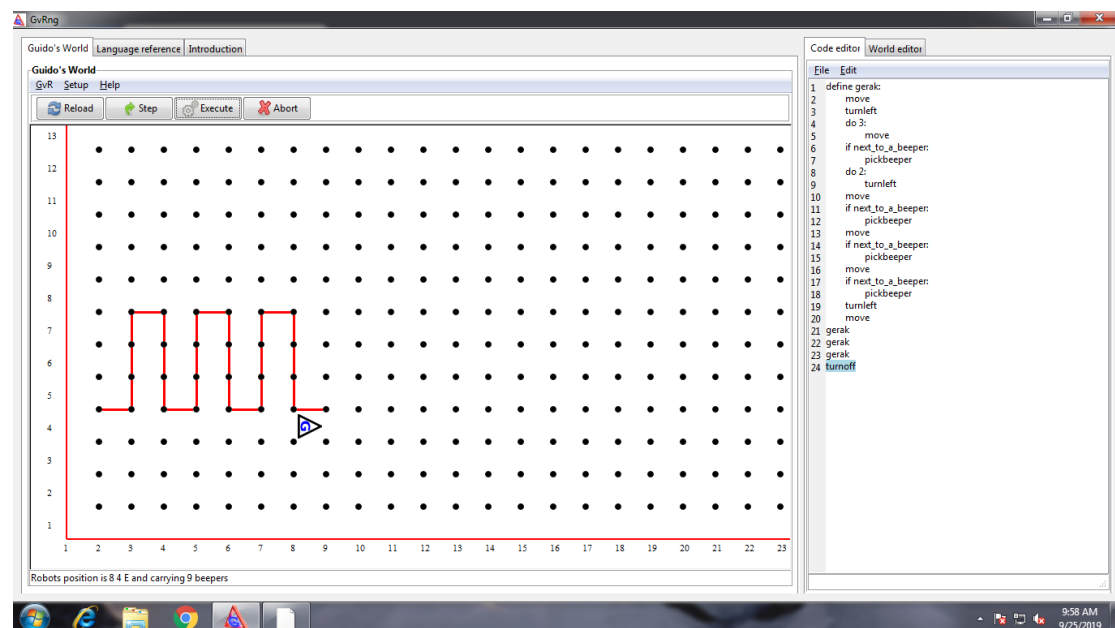 GvRng
Guido's World Language reference Introduction
Guido's World
GvR Setup Help
Reload Step Execute Abort
13
12
11
10
9
8
7
6
5
4
3
2
1
1 2 3 4 5 6 7 8 9 10 11 12 13 14 15 16 17 18 19 20 21 22 23
G
Robots position is 8 4 E and carrying 9 beepers
Code editor World editor
File Edit
1 define gerak:
2 move
3 turnleft
4 do 3:
5 move
6 if next_to_a_beeper:
7 pickbeeper
8 do 2:
9 turnleft
10 move
11 if next_to_a_beeper:
12 pickbeeper
13 move
14 if next_to_a_beeper:
15 pickbeeper
16 move
17 if next_to_a_beeper:
18 pickbeeper
19 turnleft
20 move
21 gerak
22 gerak
23 gerak
24 turnoff
9:58 AM
9/25/2019